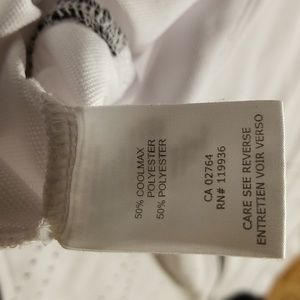 50% COOLMAX
POLYESTER
50% POLYESTER
CA 02764
RN# 119936
CARE SEE REVERSE
ENTRETIEN VOIR VERSO